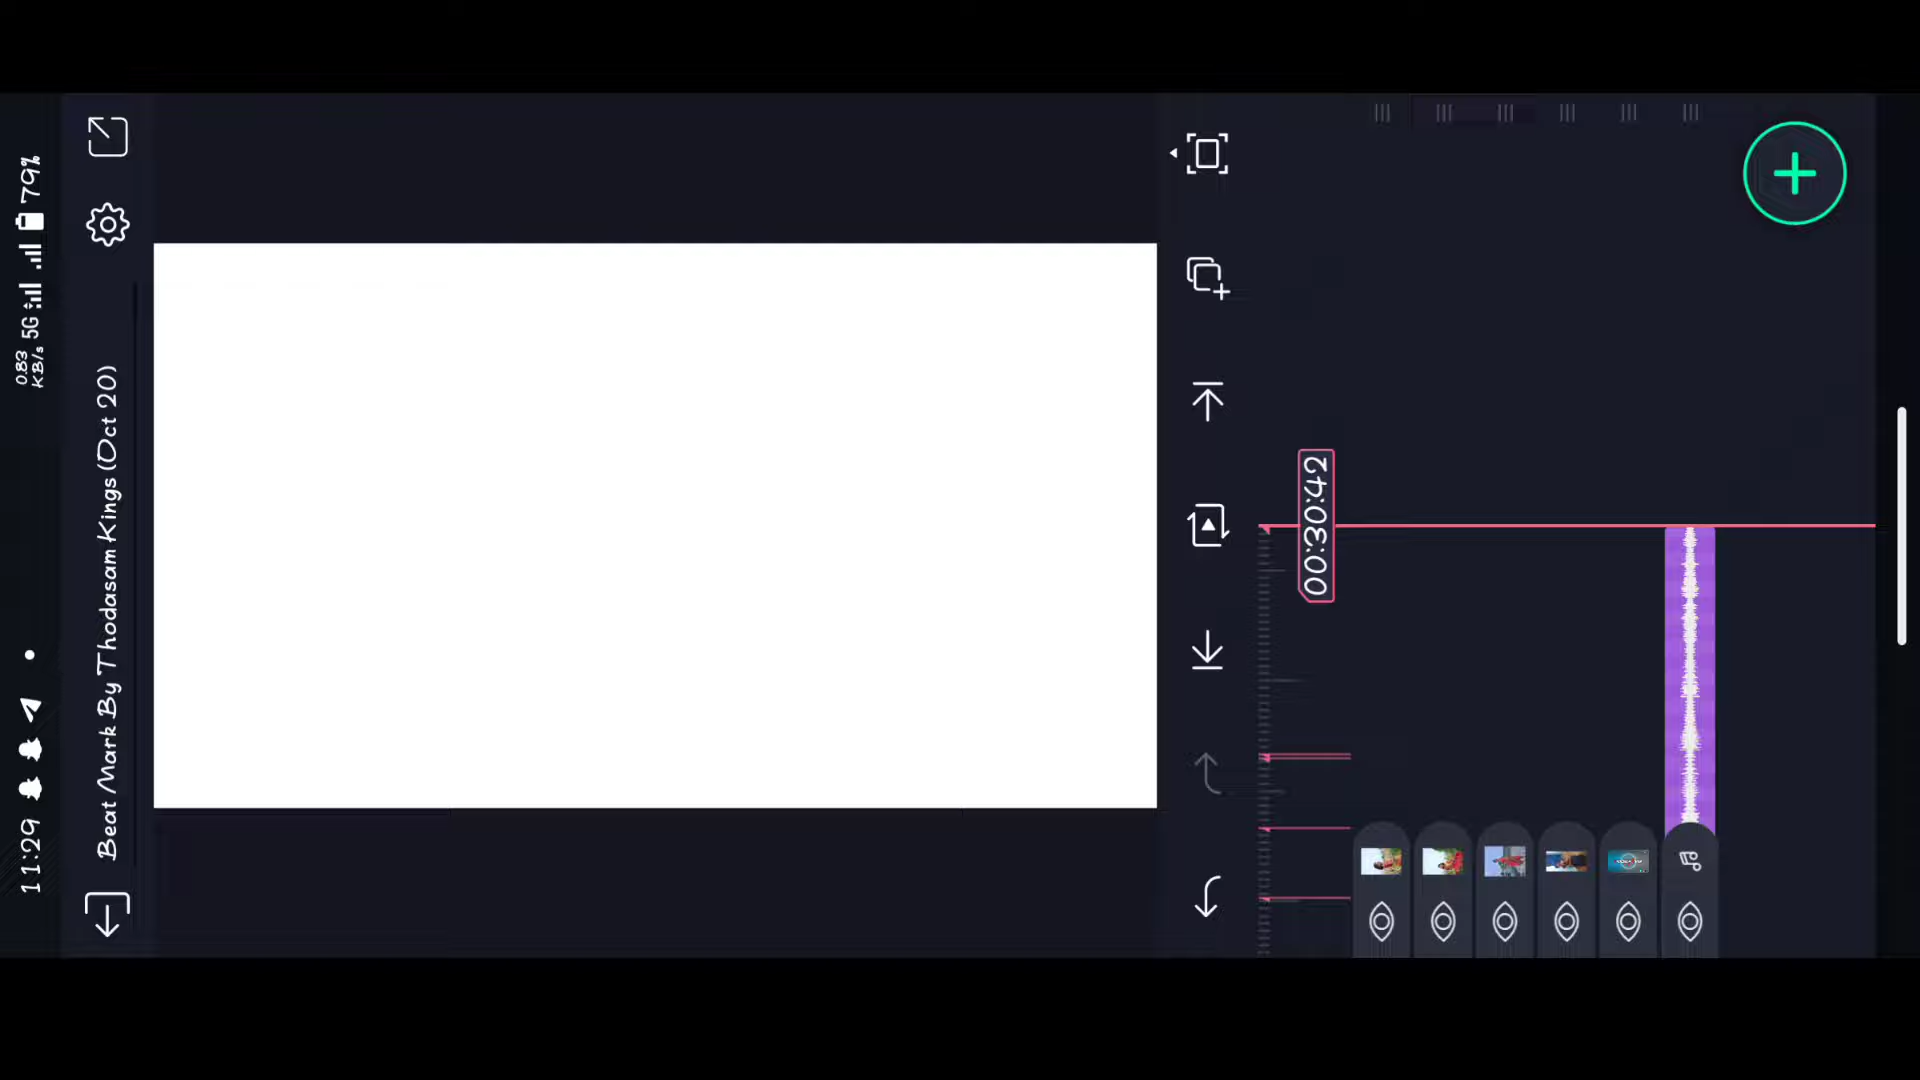 11:29
0.83
KB/s
5G
79%
Beat Mark By Thodasam Kings (Oct 20)
00:30:42